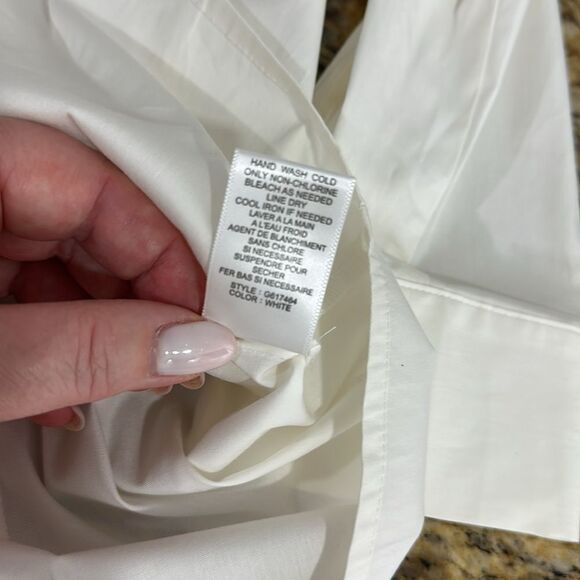 HAND WASH COLD
ONLY NON-CHLORINE
BLEACH AS NEEDED
LINE DRY
COOL IRON IF NEEDED
LAVER A LA MAIN
A L'EAU FROID
AGENT DE BLANCHIMENT
SANS CHLORE
SI NECESSAIRE
SUSPENDRE POUR
SECHER
FER BAS SI NECESSAIRE
STYLE : G617464
COLOR : WHITE